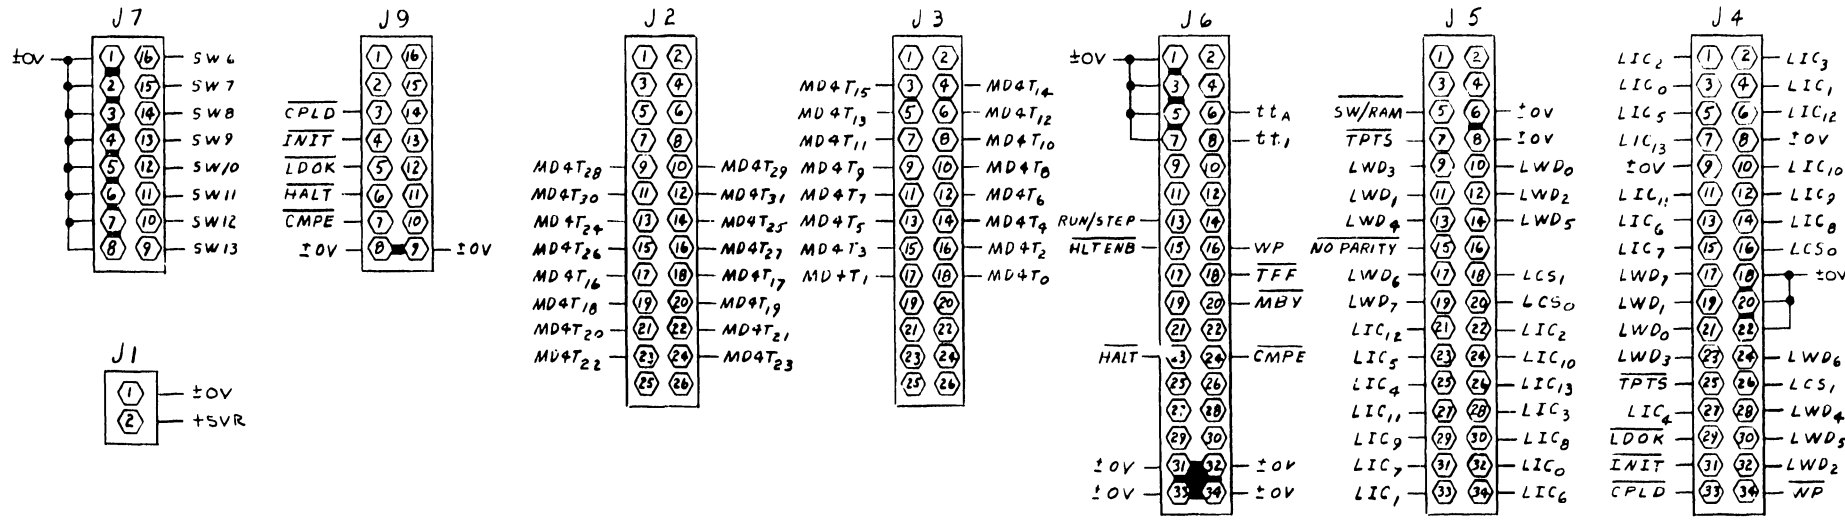 J7 J9 J2 J3 J6 J5 J4
J7
±0V 1 16 SW6
2 15 SW7
3 14 SW8
4 13 SW9
5 12 SW10
6 11 SW11
7 10 SW12
8 9 SW13
J1
1 ±0V
2 +5VR
J9
1 16
2 15
CPLD 3 14
INIT 4 13
LDOK 5 12
HALT 6 11
CMPE 7 10
±0V 8 9 ±0V
J2
1 2
3 4
5 6
7 8
MD4T28 9 10 MD4T29
MD4T30 11 12 MD4T31
MD4T24 13 14 MD4T25
MD4T26 15 16 MD4T27
MD4T16 17 18 MD4T17
MD4T18 19 20 MD4T19
MD4T20 21 22 MD4T21
MD4T22 23 24 MD4T23
25 26
J3
1 2
MD4T15 3 4 MD4T14
MD4T13 5 6 MD4T12
MD4T11 7 8 MD4T10
MD4T9 9 10 MD4T8
MD4T7 11 12 MD4T6
MD4T5 13 14 MD4T4
MD4T3 15 16 MD4T2
MD4T1 17 18 MD4T0
19 20
21 22
23 24
25 26
J6
±0V 1 2
3 4
5 6 ttA
7 8 tt1
9 10
11 12
RUN/STEP 13 14
HLTENB 15 16 WP
17 18 TFF
19 20 MBY
21 22
HALT 23 24 CMPE
25 26
27 28
29 30
±0V 31 32 ±0V
±0V 33 34 ±0V
J5
1 2
3 4
SW/RAM 5 6 ±0V
TPTS 7 8 ±0V
LWD3 9 10 LWD0
LWD1 11 12 LWD2
LWD4 13 14 LWD5
NO PARITY 15 16
LWD6 17 18 LCS1
LWD7 19 20 LCS0
LIC12 21 22 LIC2
LIC5 23 24 LIC10
LIC4 25 26 LIC13
LIC11 27 28 LIC3
LIC9 29 30 LIC8
LIC7 31 32 LIC0
LIC1 33 34 LIC6
J4
LIC2 1 2 LIC3
LIC0 3 4 LIC1
LIC5 5 6 LIC12
LIC13 7 8 ±0V
±0V 9 10 LIC10
LIC11 11 12 LIC9
LIC6 13 14 LIC8
LIC7 15 16 LCS0
LWD7 17 18 ±0V
LWD1 19 20
LWD0 21 22
LWD3 23 24 LWD6
TPTS 25 26 LCS1
LIC4 27 28 LWD4
LDOK 29 30 LWD5
INIT 31 32 LWD2
CPLD 33 34 WP